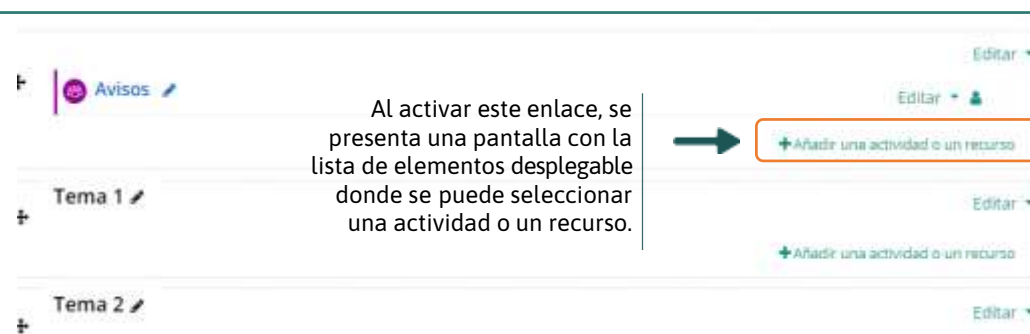 Editar
Avisos
Editar
Al activar este enlace, se
presenta una pantalla con la
lista de elementos desplegable
donde se puede seleccionar
una actividad o un recurso.
+Añadir una actividad o un recurso
Tema 1
Editar
+Añadir una actividad o un recurso
Tema 2
Editar